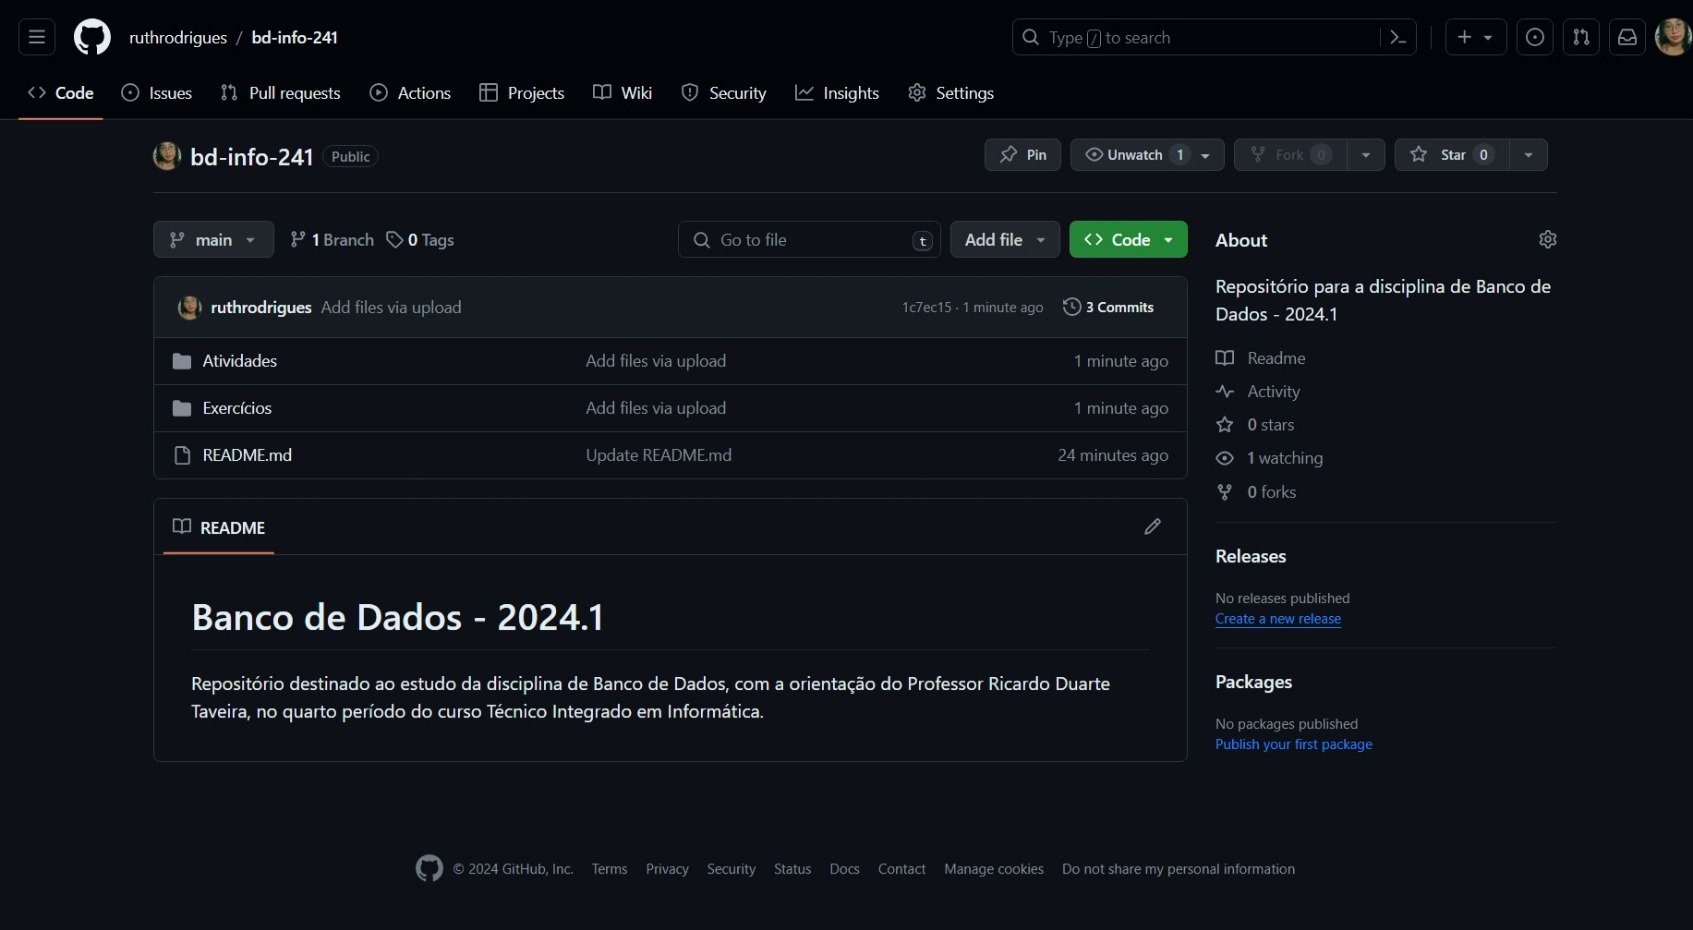 ruthrodrigues / bd-info-241
Type / to search
Code Issues Pull requests Actions Projects Wiki Security Insights Settings
bd-info-241 Public
Pin Unwatch 1 Fork 0 Star 0
main 1 Branch 0 Tags
Go to file t Add file Code
ruthrodrigues Add files via upload 1c7ec15 · 1 minute ago 3 Commits
Atividades Add files via upload 1 minute ago
Exercícios Add files via upload 1 minute ago
README.md Update README.md 24 minutes ago
README
Banco de Dados - 2024.1
Repositório destinado ao estudo da disciplina de Banco de Dados, com a orientação do Professor Ricardo Duarte
Taveira, no quarto período do curso Técnico Integrado em Informática.
About
Repositório para a disciplina de Banco de
Dados - 2024.1
Readme
Activity
0 stars
1 watching
0 forks
Releases
No releases published
Create a new release
Packages
No packages published
Publish your first package
© 2024 GitHub, Inc. Terms Privacy Security Status Docs Contact Manage cookies Do not share my personal information